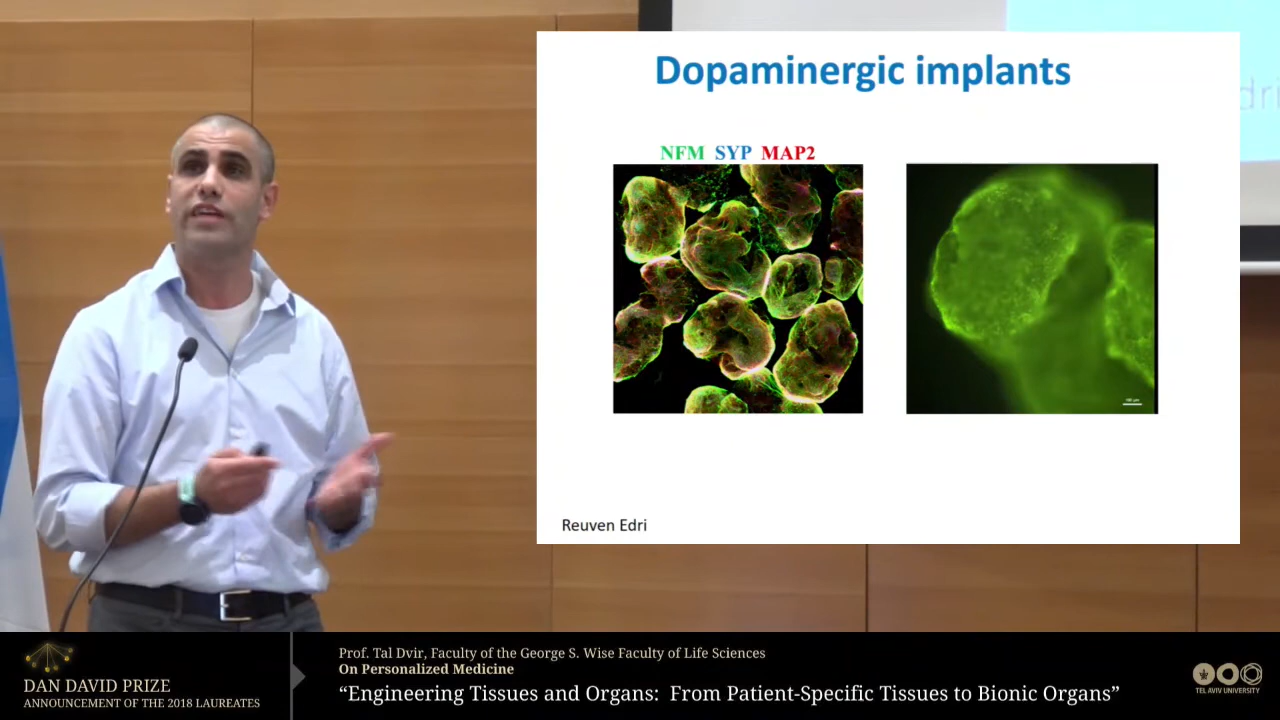 Dopaminergic implants
NFM SYP MAP2
Reuven Edri
DAN DAVID PRIZE
ANNOUNCEMENT OF THE 2018 LAUREATES
Prof. Tal Dvir, Faculty of the George S. Wise Faculty of Life Sciences
On Personalized Medicine
“Engineering Tissues and Organs: From Patient-Specific Tissues to Bionic Organs”
TEL AVIV UNIVERSITY